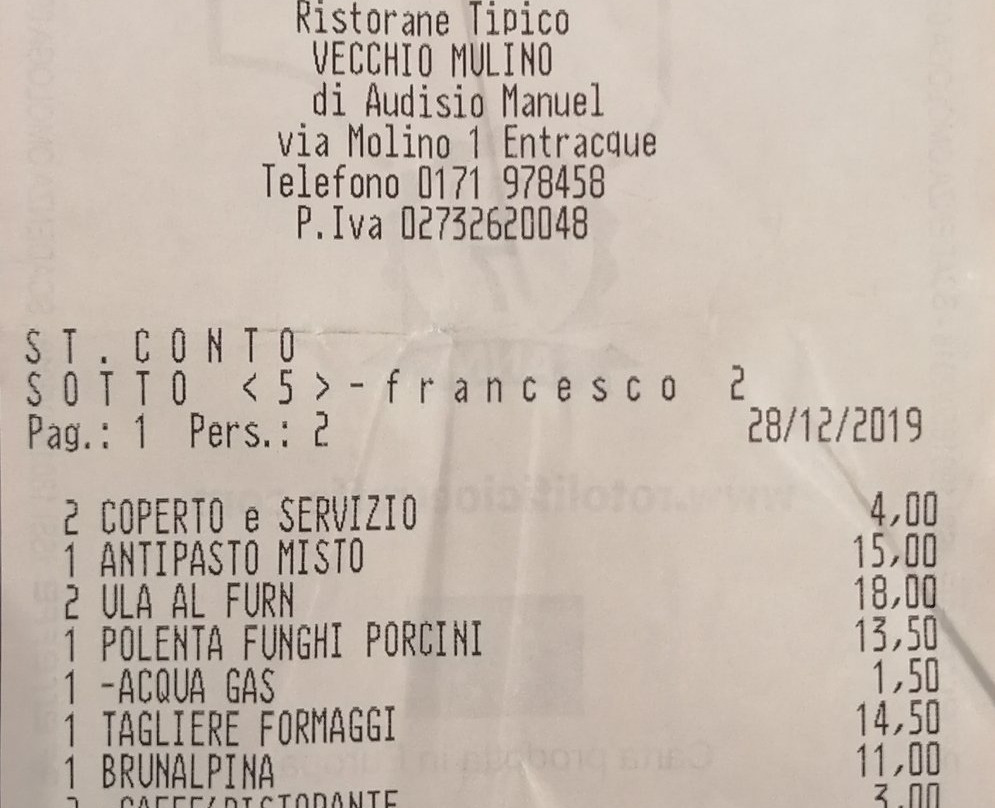 Ristorane Tipico
VECCHIO MULINO
di Audisio Manuel
via Molino 1 Entracque
Telefono 0171 978458
P.Iva 02732620048
ST.CONTO
SOTTO <5>-francesco 2
Pag.: 1 Pers.: 2 28/12/2019
2 COPERTO e SERVIZIO 4,00
1 ANTIPASTO MISTO 15,00
2 ULA AL FURN 18,00
1 POLENTA FUNGHI PORCINI 13,50
1 -ACQUA GAS 1,50
1 TAGLIERE FORMAGGI 14,50
1 BRUNALPINA 11,00
CAFFE/RISTORANTE 3,00